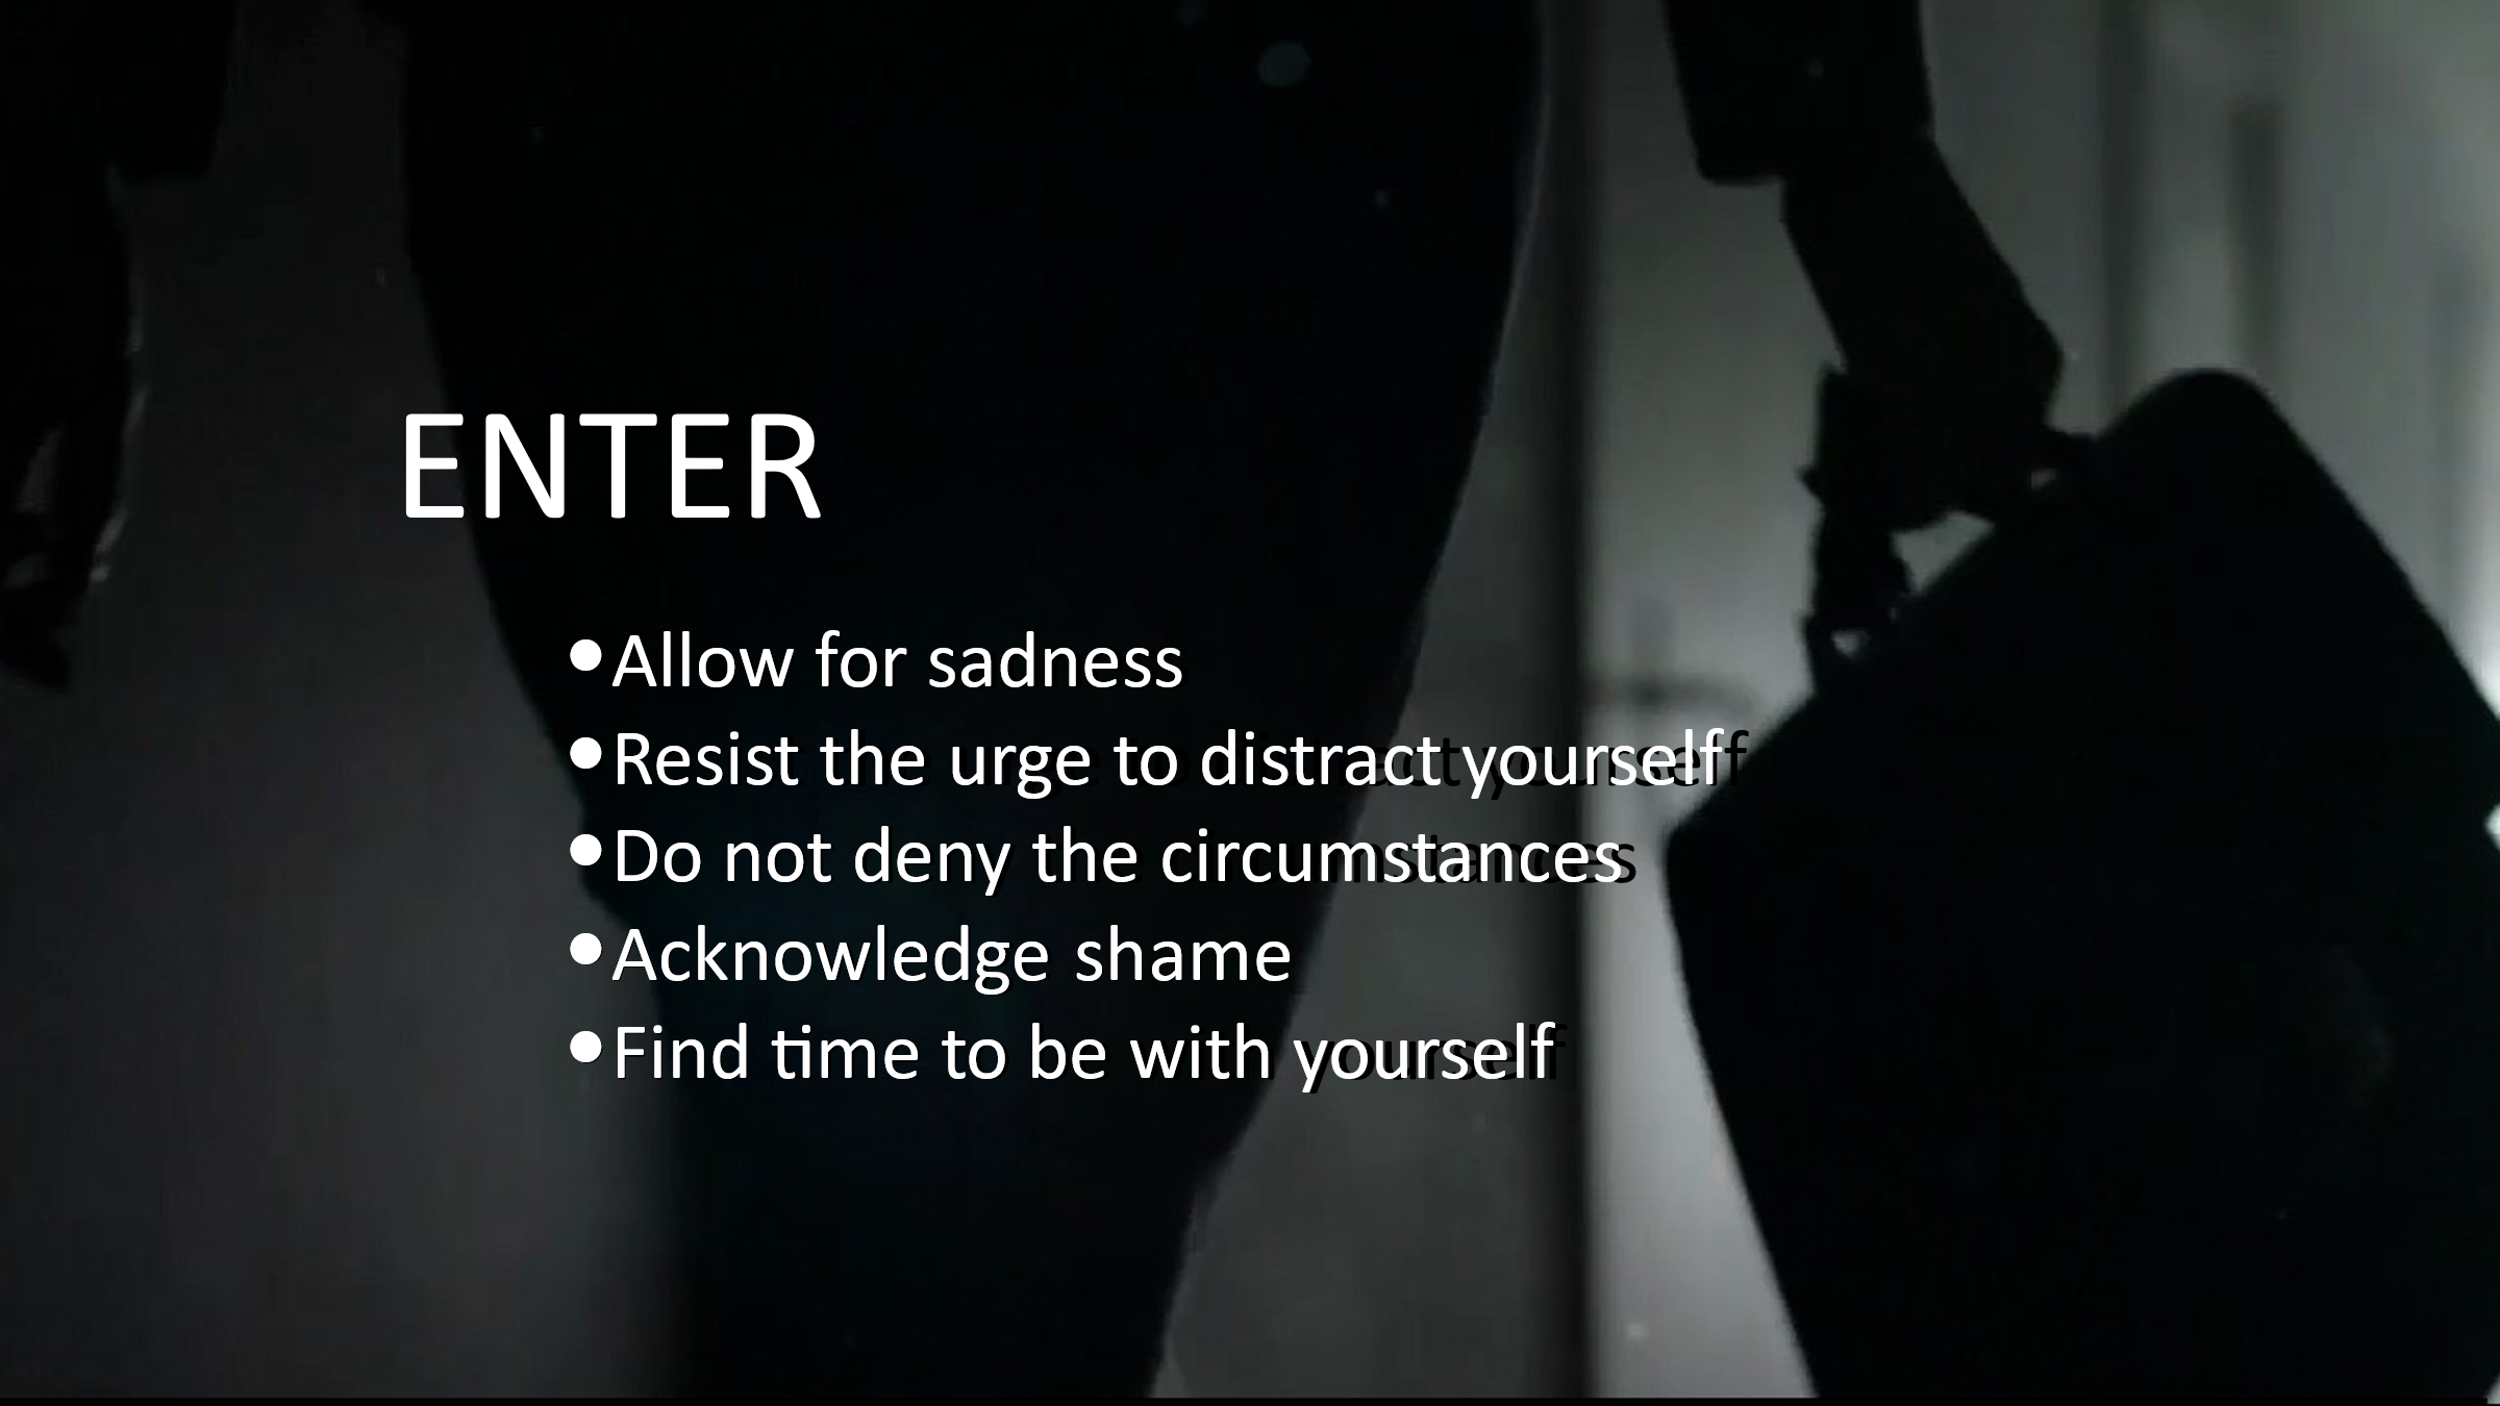 ENTER
•Allow for sadness
•Resist the urge to distract yourself
•Do not deny the circumstances
•Acknowledge shame
•Find time to be with yourself